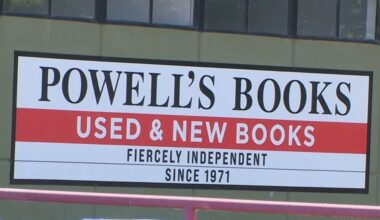 POWELL'S BOOKS
USED & NEW BOOKS
FIERCELY INDEPENDENT
SINCE 1971